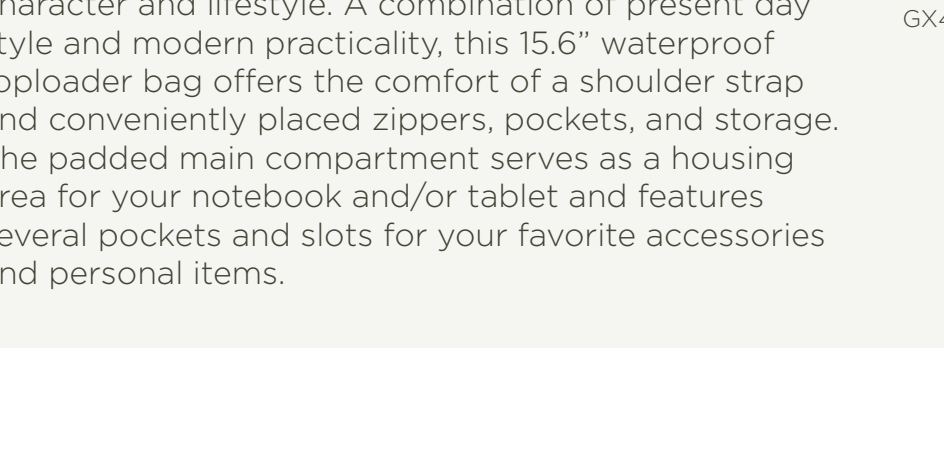 haracter and lifestyle. A combination of present day
tyle and modern practicality, this 15.6” waterproof
oploader bag offers the comfort of a shoulder strap
nd conveniently placed zippers, pockets, and storage.
he padded main compartment serves as a housing
rea for your notebook and/or tablet and features
everal pockets and slots for your favorite accessories
nd personal items.
GX4